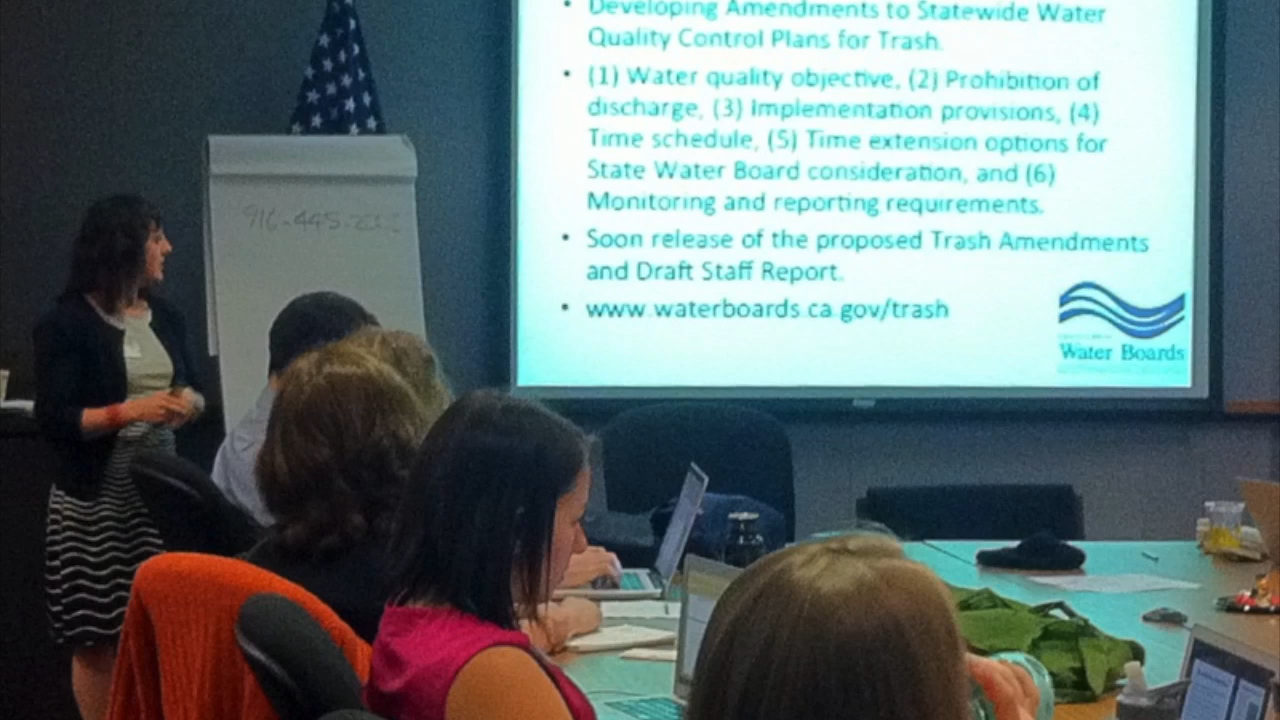 • Developing Amendments to Statewide Water
Quality Control Plans for Trash.
• (1) Water quality objective, (2) Prohibition of
discharge, (3) Implementation provisions, (4)
Time schedule, (5) Time extension options for
State Water Board consideration, and (6)
Monitoring and reporting requirements.
• Soon release of the proposed Trash Amendments
and Draft Staff Report.
• www.waterboards.ca.gov/trash
Water Boards
916-445-